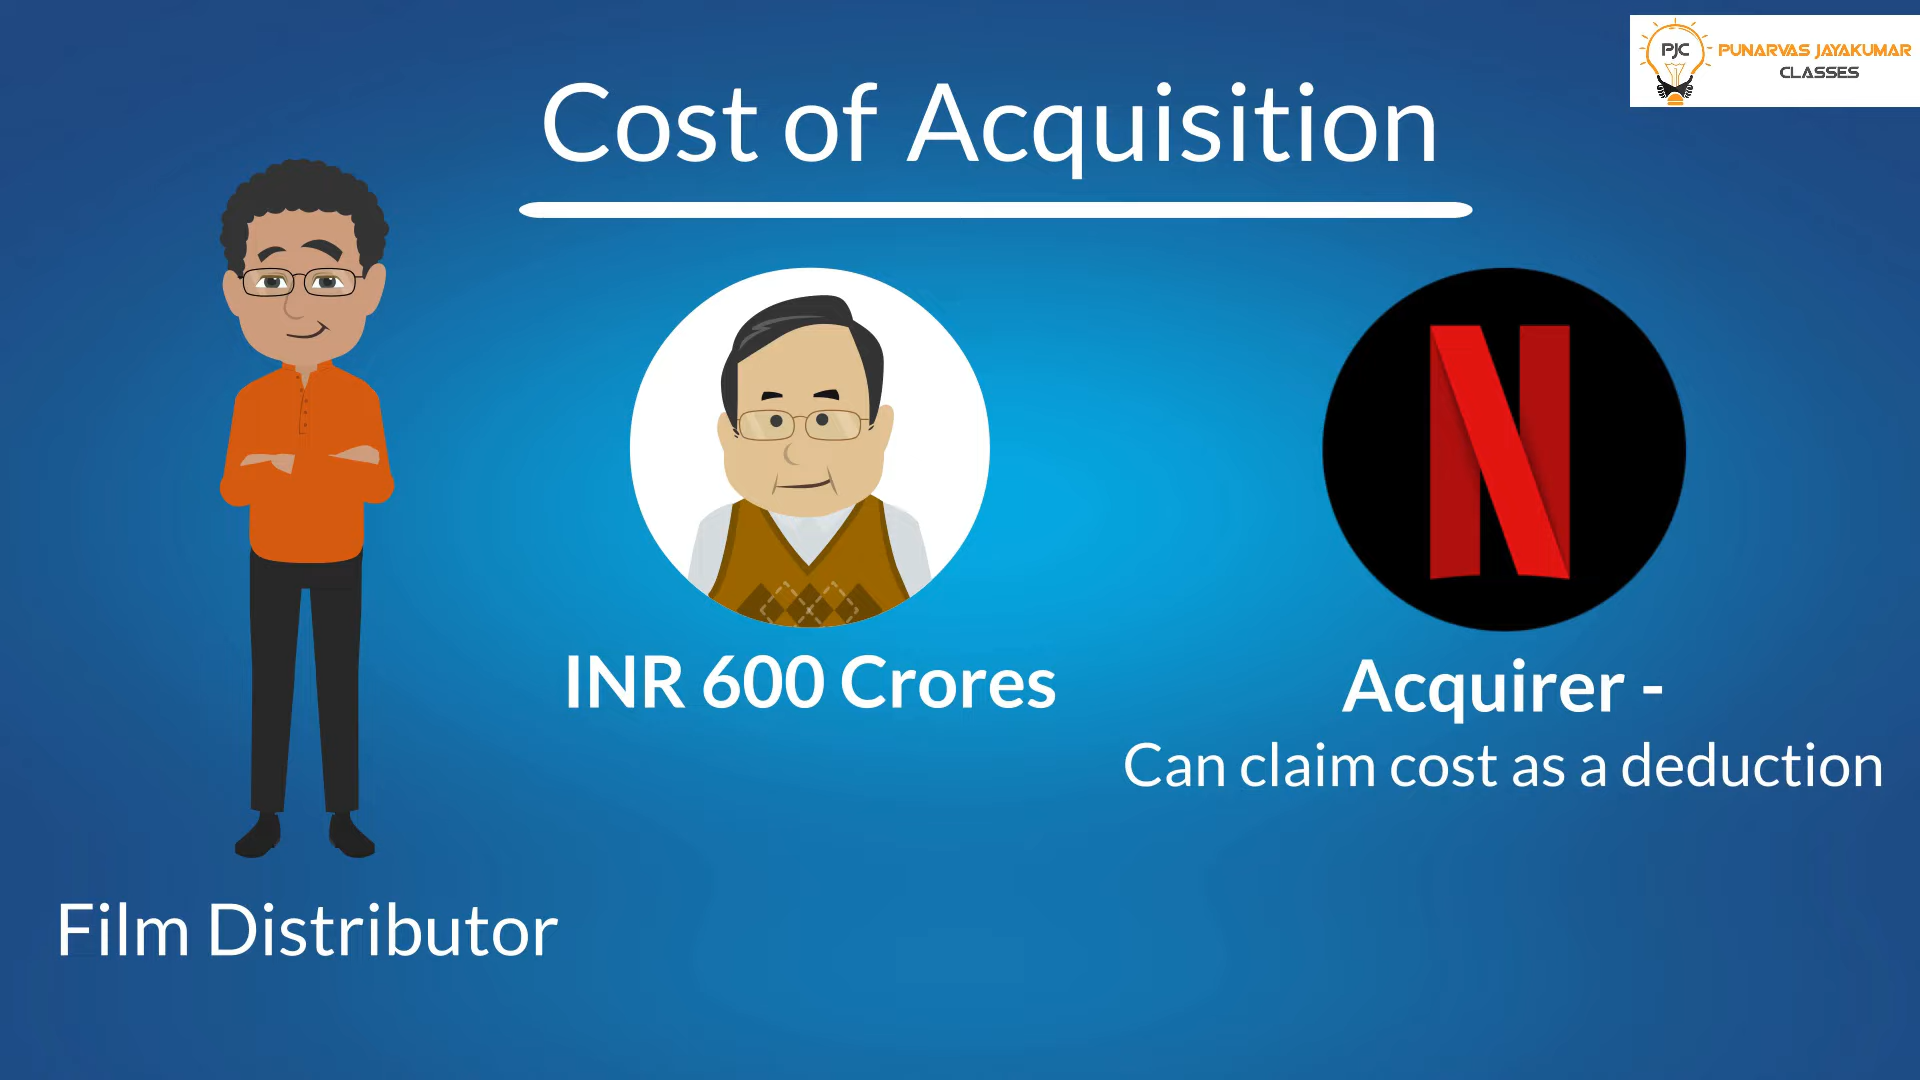 PJC
PUNARVAS JAYAKUMAR
CLASSES
Cost of Acquisition
INR 600 Crores
Acquirer -
Can claim cost as a deduction
Film Distributor